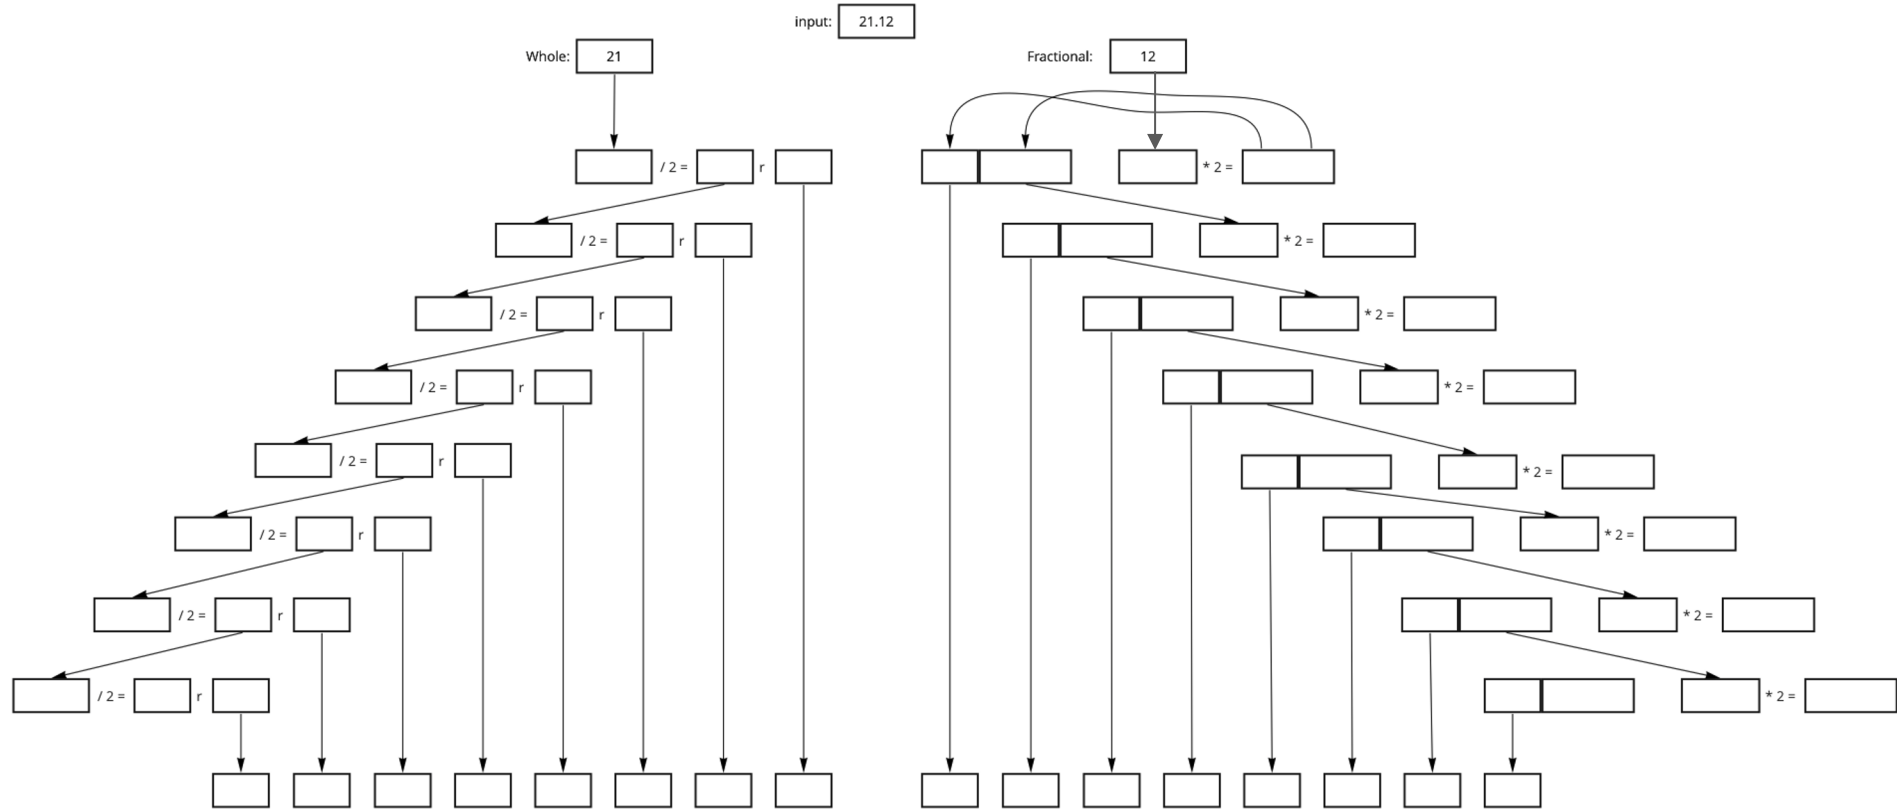 input: 21.12
Whole: 21 Fractional: 12
/ 2 = r * 2 =
/ 2 = r * 2 =
/ 2 = r * 2 =
/ 2 = r * 2 =
/ 2 = r * 2 =
/ 2 = r * 2 =
/ 2 = r * 2 =
/ 2 = r * 2 =